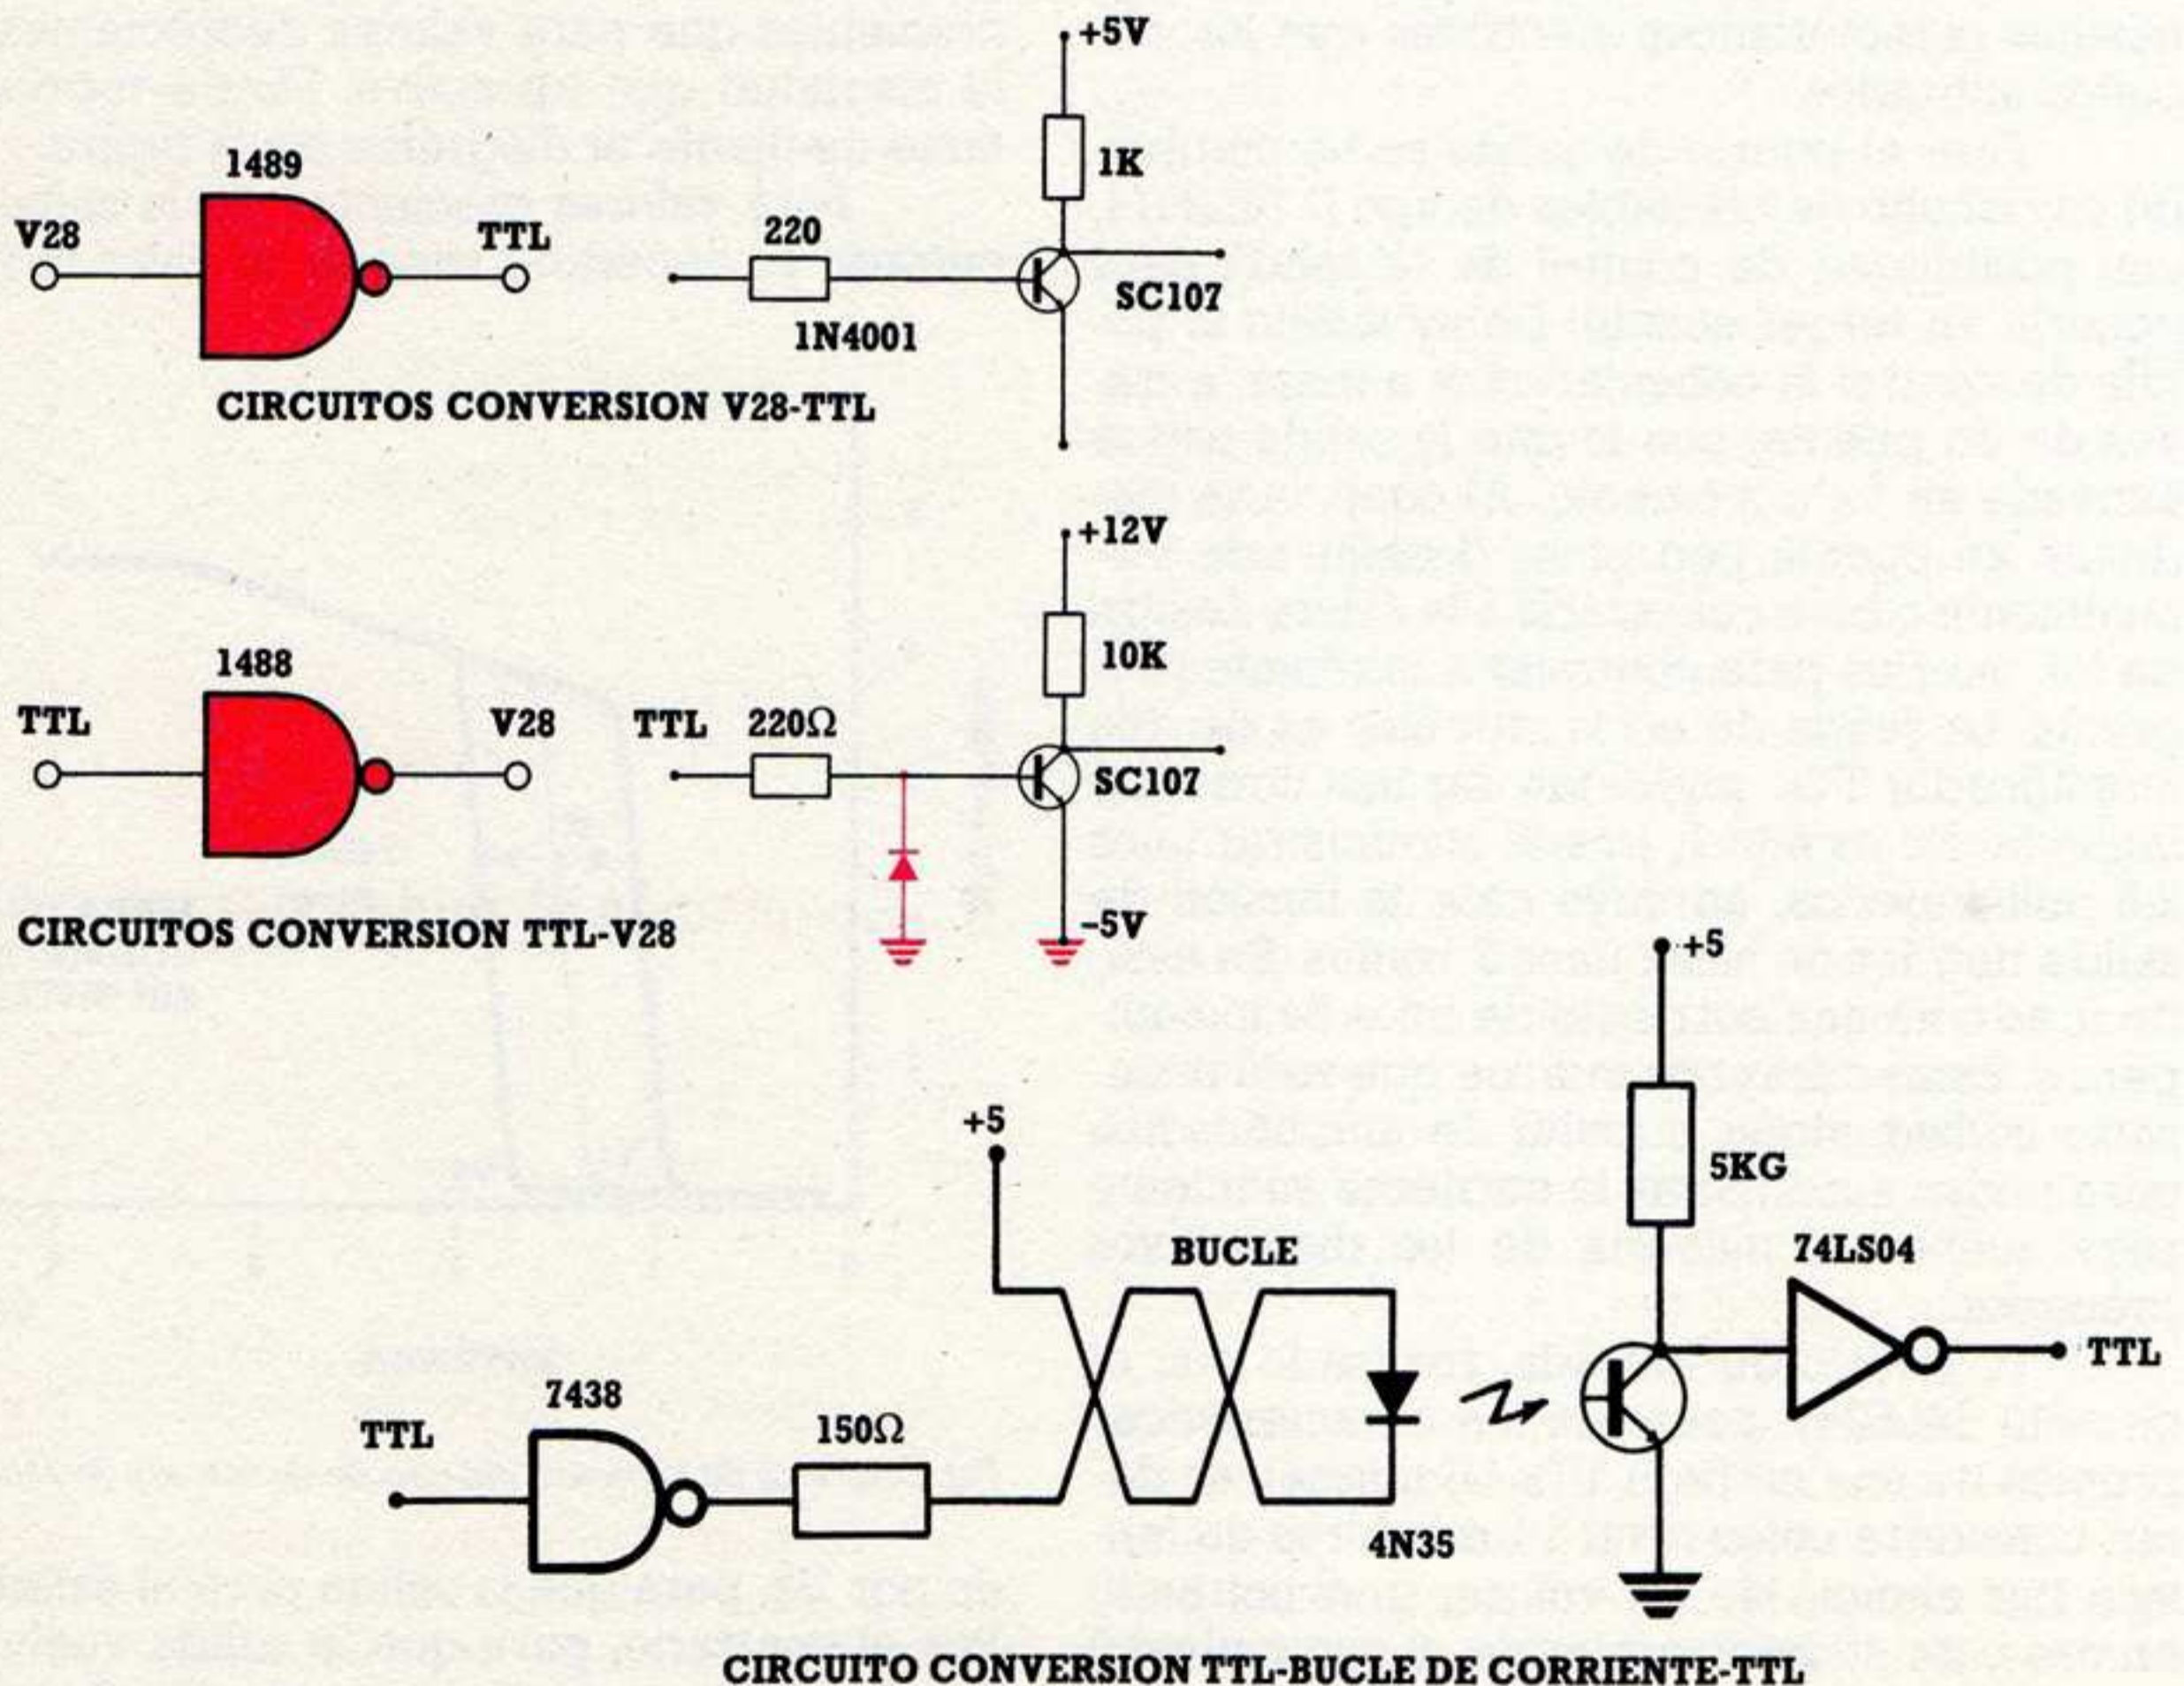 +5V
1K
1489
V28
TTL
220
SC107
1N4001
CIRCUITOS CONVERSION V28-TTL
+12V
10K
1488
TTL
V28
TTL
220Ω
SC107
-5V
CIRCUITOS CONVERSION TTL-V28
+5
+5
5KG
BUCLE
74LS04
TTL
7438
TTL
150Ω
4N35
CIRCUITO CONVERSION TTL-BUCLE DE CORRIENTE-TTL